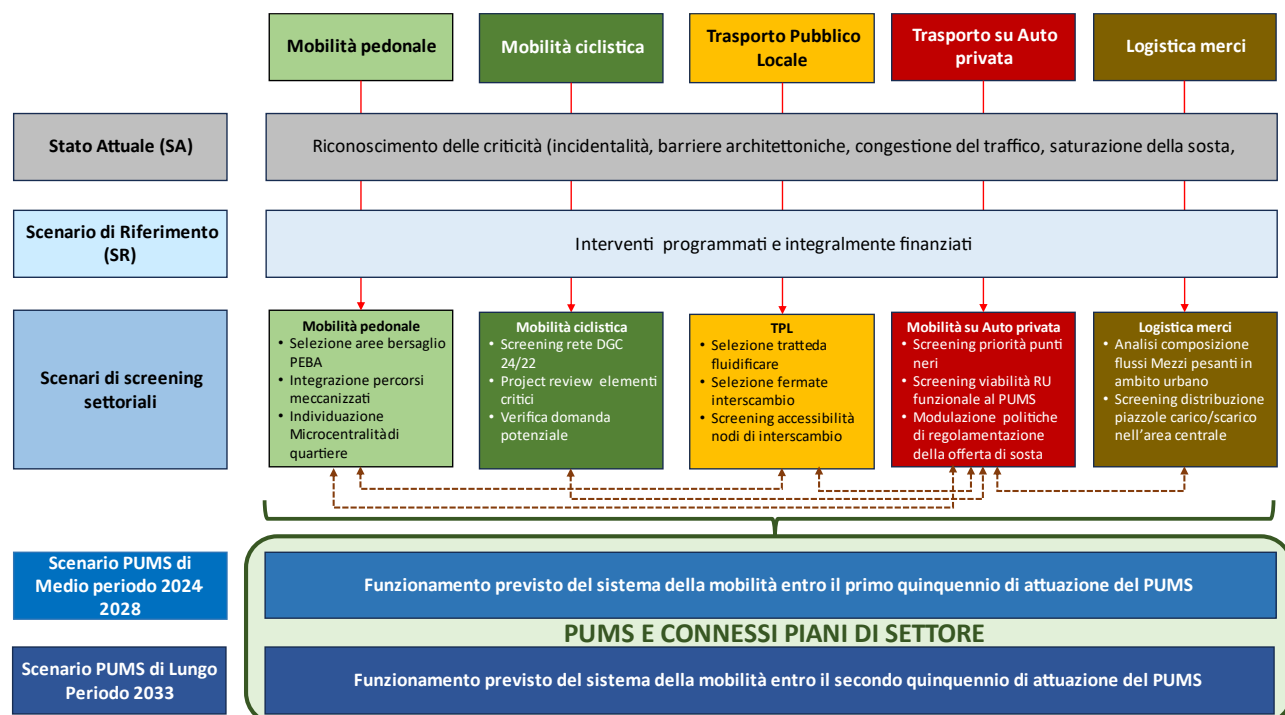 Mobilità pedonale
Mobilità ciclistica
Trasporto Pubblico
Locale
Trasporto su Auto
privata
Logistica merci
Stato Attuale (SA)
Riconoscimento delle criticità (incidentalità, barriere architettoniche, congestione del traffico, saturazione della sosta,
Scenario di Riferimento
(SR)
Interventi programmati e integralmente finanziati
Scenari di screening
settoriali
Mobilità pedonale
• Selezione aree bersaglio
PEBA
• Integrazione percorsi
meccanizzati
• Individuazione
Microcentralità di
quartiere
Mobilità ciclistica
• Screening rete DGC
24/22
• Project review elementi
critici
• Verifica domanda
potenziale
TPL
• Selezione tratteda
fluidificare
• Selezione fermate
interscambio
• Screening accessibilità
nodi di interscambio
Mobilità su Auto privata
• Screening priorità punti
neri
• Screening viabilità RU
funzionale al PUMS
• Modulazione politiche
di regolamentazione
della offerta di sosta
Logistica merci
• Analisi composizione
flussi Mezzi pesanti in
ambito urbano
• Screening distribuzione
piazzole carico/scarico
nell'area centrale
Scenario PUMS di
Medio periodo 2024
2028
Funzionamento previsto del sistema della mobilità entro il primo quinquennio di attuazione del PUMS
PUMS E CONNESSI PIANI DI SETTORE
Scenario PUMS di Lungo
Periodo 2033
Funzionamento previsto del sistema della mobilità entro il secondo quinquennio di attuazione del PUMS